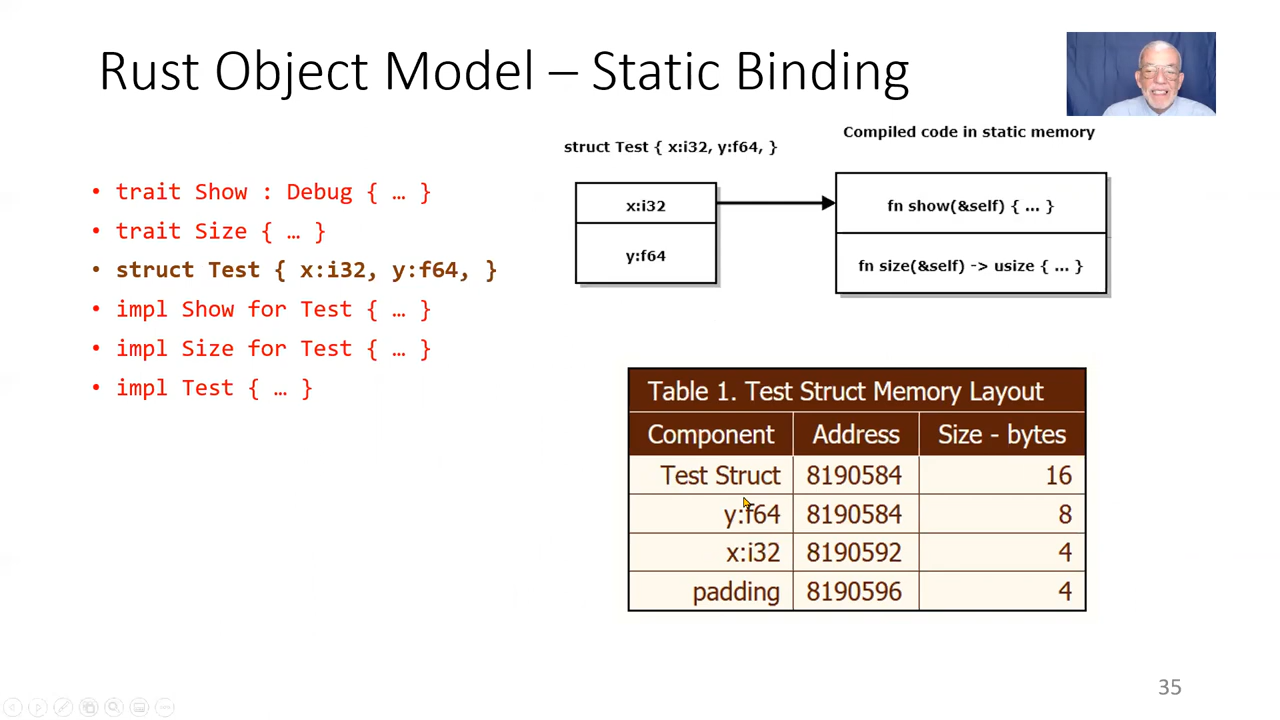 Rust Object Model – Static Binding
• trait Show : Debug { … }
• trait Size { … }
• struct Test { x:i32, y:f64, }
• impl Show for Test { … }
• impl Size for Test { … }
• impl Test { … }
struct Test { x:i32, y:f64, }
Compiled code in static memory
x:i32
y:f64
fn show(&self) { ... }
fn size(&self) -> usize { ... }
Table 1. Test Struct Memory Layout
Component Address Size - bytes
Test Struct 8190584 16
y:f64 8190584 8
x:i32 8190592 4
padding 8190596 4
35